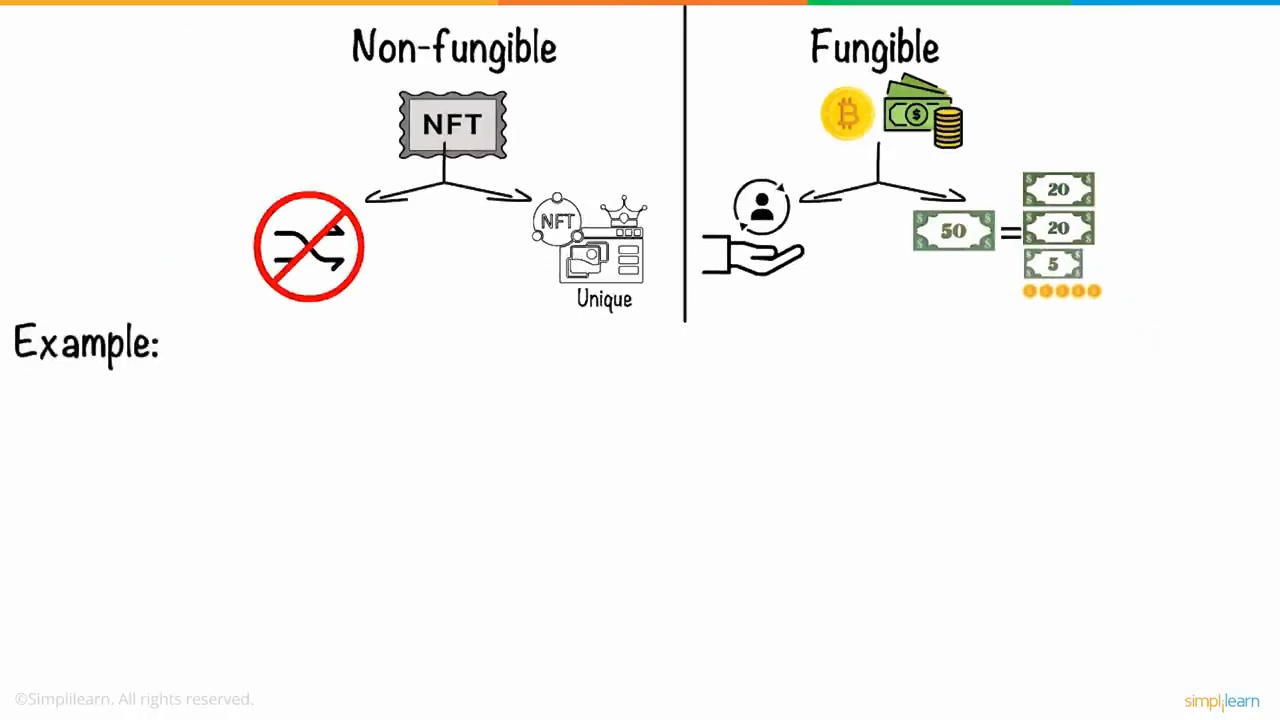 Non-fungible
NFT
NFT
Unique
Fungible
50 =
20
20
5
Example:
©Simplilearn. All rights reserved.
simplilearn